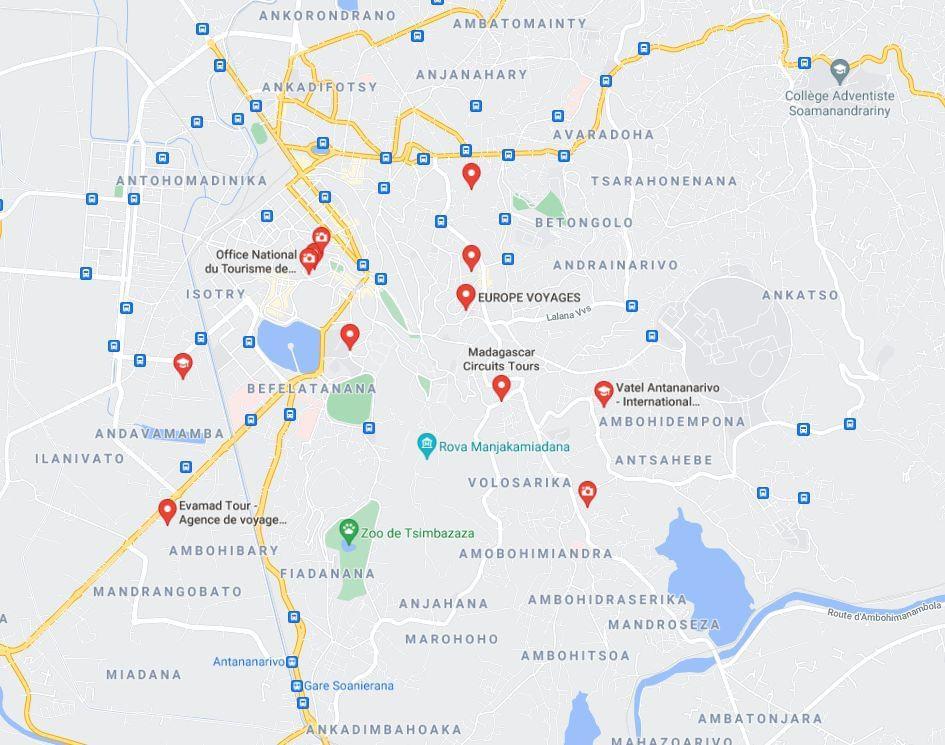 ANKORONDRANO
AMBATOMAINTY
ANJANAHARY
ANKADIFOTSY
Collège Adventiste
Soamanandrariny
AVARADOHA
ANTOHOMADINIKA
TSARAHONENANA
BETONGOLO
Office National
du Tourisme de...
ANDRAINARIVO
ISOTRY
EUROPE VOYAGES
ANKATSO
Lalana Vvs
Madagascar
Circuits Tours
BEFELATANANA
Vatel Antananarivo
- International...
AMBOHIDEMPONA
ANDAVAMAMBA
Rova Manjakamiadana
ILANIVATO
ANTSAHEBE
VOLOSARIKA
Evamad Tour -
Agence de voyage...
Zoo de Tsimbazaza
AMBOHIBARY
AMOBOHIMIANDRA
FIADANANA
MANDRANGOBATO
ANJAHANA
AMBOHIDRASERIKA
Route d'Ambohimanambola
A
MANDROSEZA
MAROHOHO
AMBOHITSOA
Antananarivo
MIADANA
Gare Soanierana
AMBATONJARA
ANKADIMBAHOAKA
MAHAZOARIVO